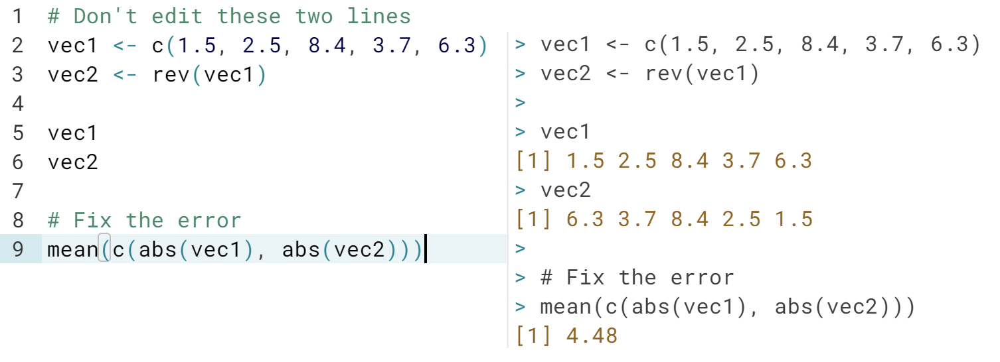 1 # Don't edit these two lines
2 vec1 <- c(1.5, 2.5, 8.4, 3.7, 6.3)
3 vec2 <- rev(vec1)
4
5 vec1
6 vec2
7
8 # Fix the error
9 mean(c(abs(vec1), abs(vec2)))
> vec1 <- c(1.5, 2.5, 8.4, 3.7, 6.3)
> vec2 <- rev(vec1)
>
> vec1
[1] 1.5 2.5 8.4 3.7 6.3
> vec2
[1] 6.3 3.7 8.4 2.5 1.5
>
> # Fix the error
> mean(c(abs(vec1), abs(vec2)))
[1] 4.48